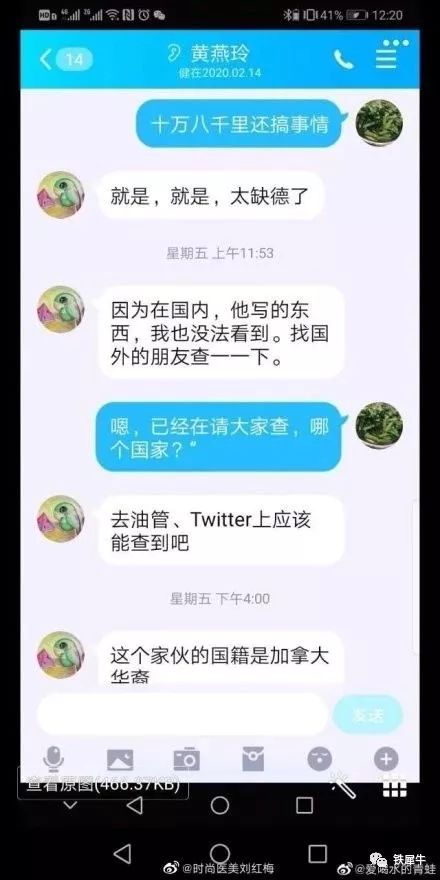 HD 4G 2G N 41% 12:20
14 黄燕玲
健在2020.02.14
十万八千里还搞事情
就是，就是，太缺德了
星期五 上午11:53
因为在国内，他写的东
西，我也没法看到。找国
外的朋友查一一下。
嗯，已经在请大家查，哪
个国家？“
去油管、Twitter上应该
能查到吧
星期五 下午4:00
这个家伙的国籍是加拿大
华裔
发送
查看原图(466.37KB)
铁犀牛
@时尚医美刘红梅 @爱喝水的青蛙